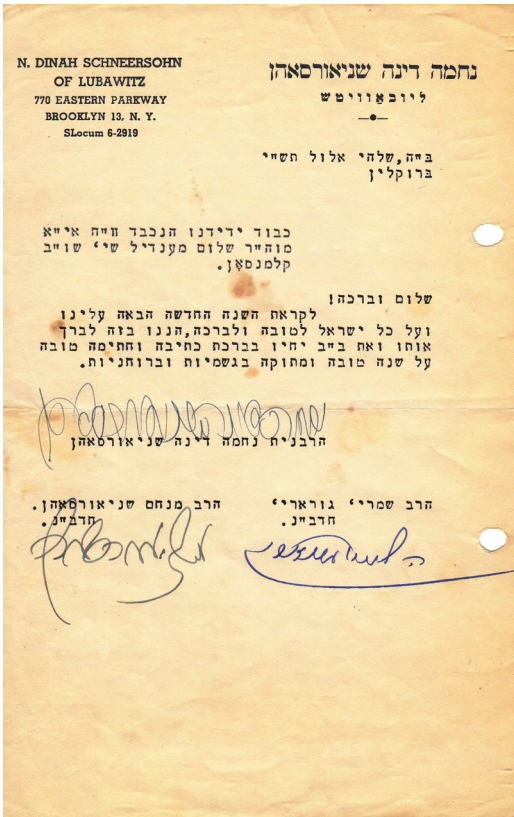 N. DINAH SCHNEERSOHN
OF LUBAWITZ
770 EASTERN PARKWAY
BROOKLYN 13, N. Y.
SLocum 6-2919
נחמה דינה שניאורסאהן
ליובאוויטש
ב״ה, שלהי אלול תש״י
ברוקלין
כבוד ידידנו הנכבד וו״ח אי״א
מוה״ר שלום מענדיל שי' שו״ב
קלמנסאן.
שלום וברכה!
לקראת השנה החדשה הבאה עלינו
ועל כל ישראל לטובה ולברכה, הננו בזה לברך
אותו ואת ב״ב יחיו בברכת כתיבה וחתימה טובה
על שנה טובה ומתוקה בגשמיות וברוחניות.
הרבנית נחמה דינה שניאורסאהן
הרב שמרי' גורארי'
חדב״נ.
הרב מנחם שניאורסאהן.
חדב״נ.